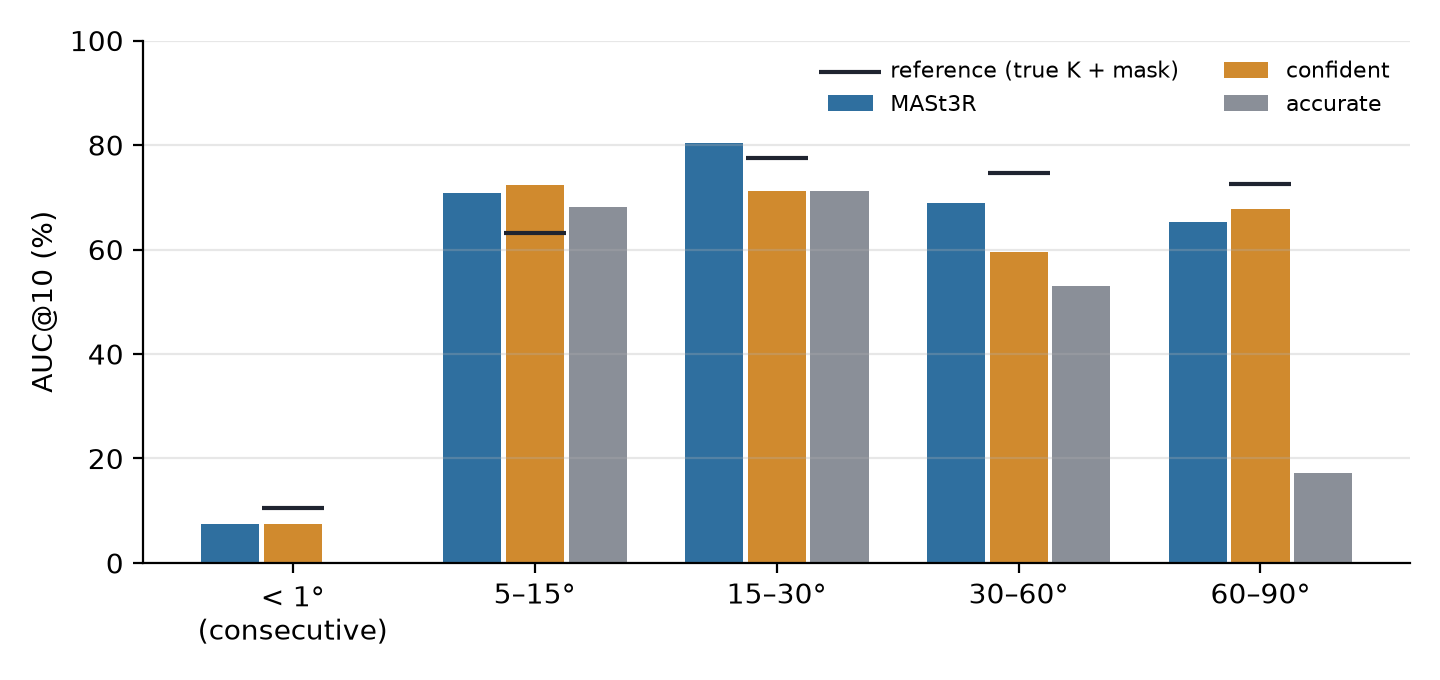 100
80
60
40
20
0
AUC@10 (%)
reference (true K + mask)
MASt3R
confident
accurate
< 1°
(consecutive)
5–15°
15–30°
30–60°
60–90°